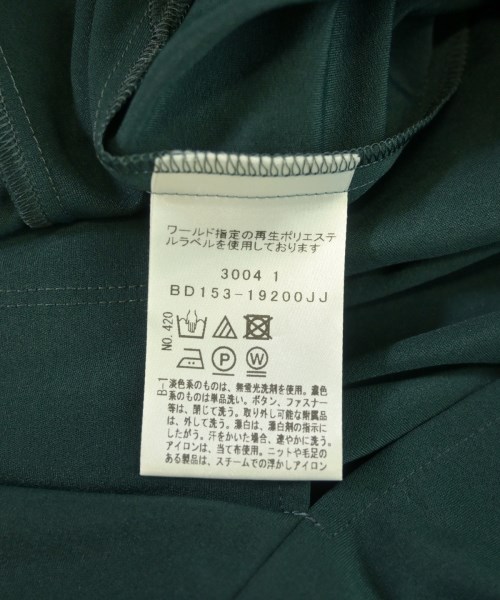 ワールド指定の再生ポリエステ
ルラベルを使用しております
3004 1
BD153-19200JJ
NO.420
P
W
B-1
淡色系のものは、無蛍光洗剤を使用。濃色
系のものは単品洗い。ボタン、ファスナー
等は、閉じて洗う。取り外し可能な附属品
は、外して洗う。漂白は、漂白剤の指示に
したがう。汗をかいた場合、速やかに洗う。
アイロンは、当て布使用。ニットや毛足の
ある製品は、スチームでの浮かしアイロン